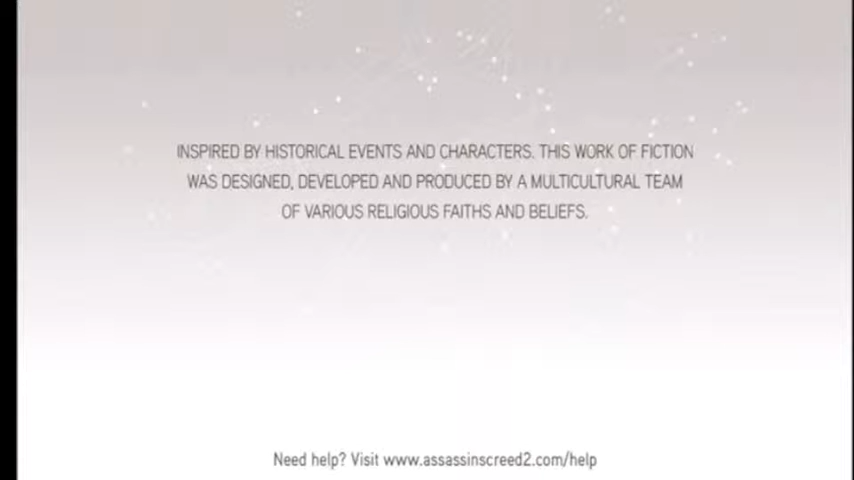 INSPIRED BY HISTORICAL EVENTS AND CHARACTERS. THIS WORK OF FICTION
WAS DESIGNED, DEVELOPED AND PRODUCED BY A MULTICULTURAL TEAM
OF VARIOUS RELIGIOUS FAITHS AND BELIEFS.
Need help? Visit www.assassinscreed2.com/help